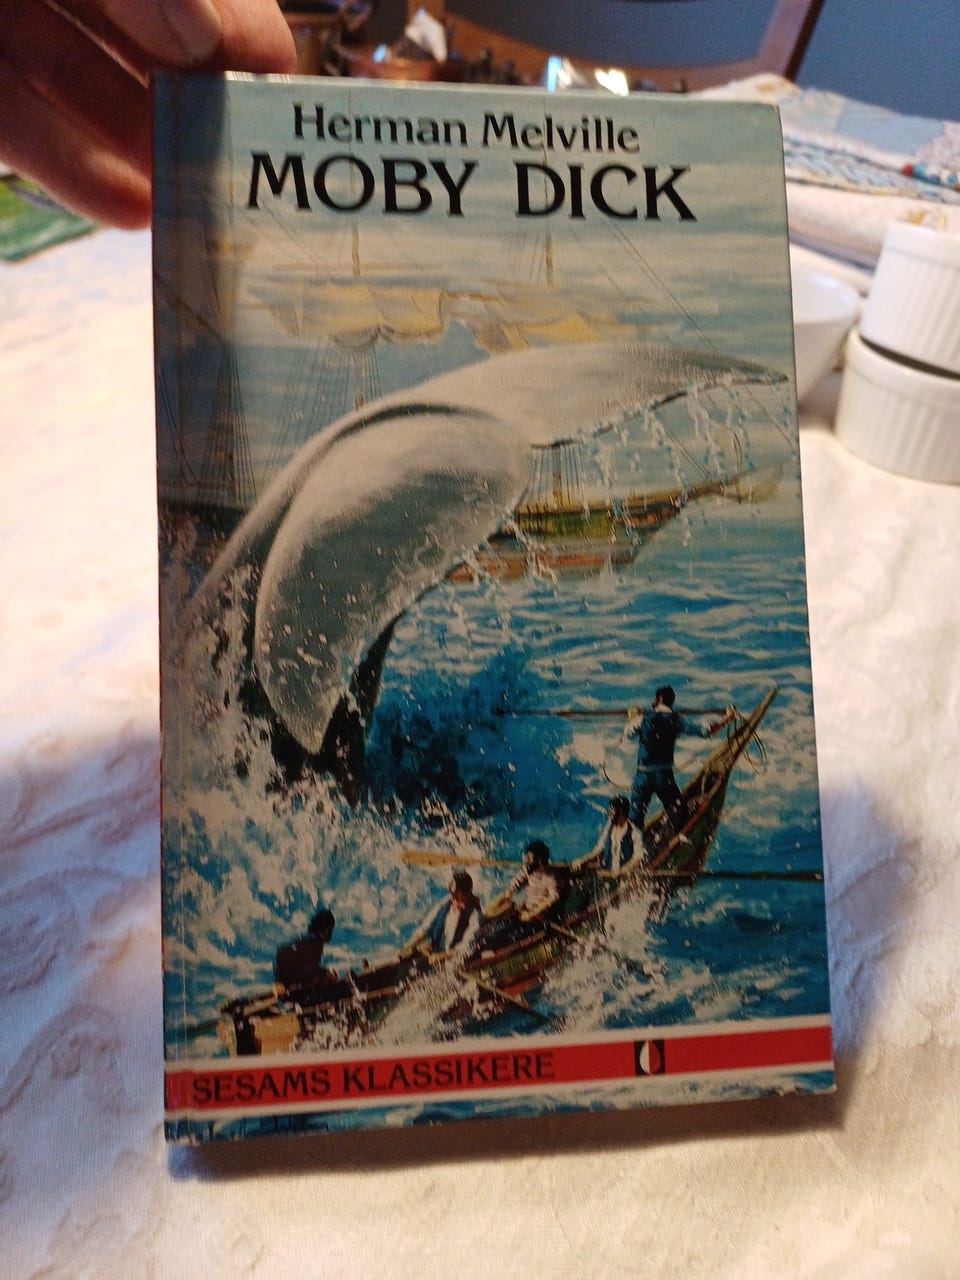 Herman Melville
MOBY DICK
SESAMS KLASSIKERE